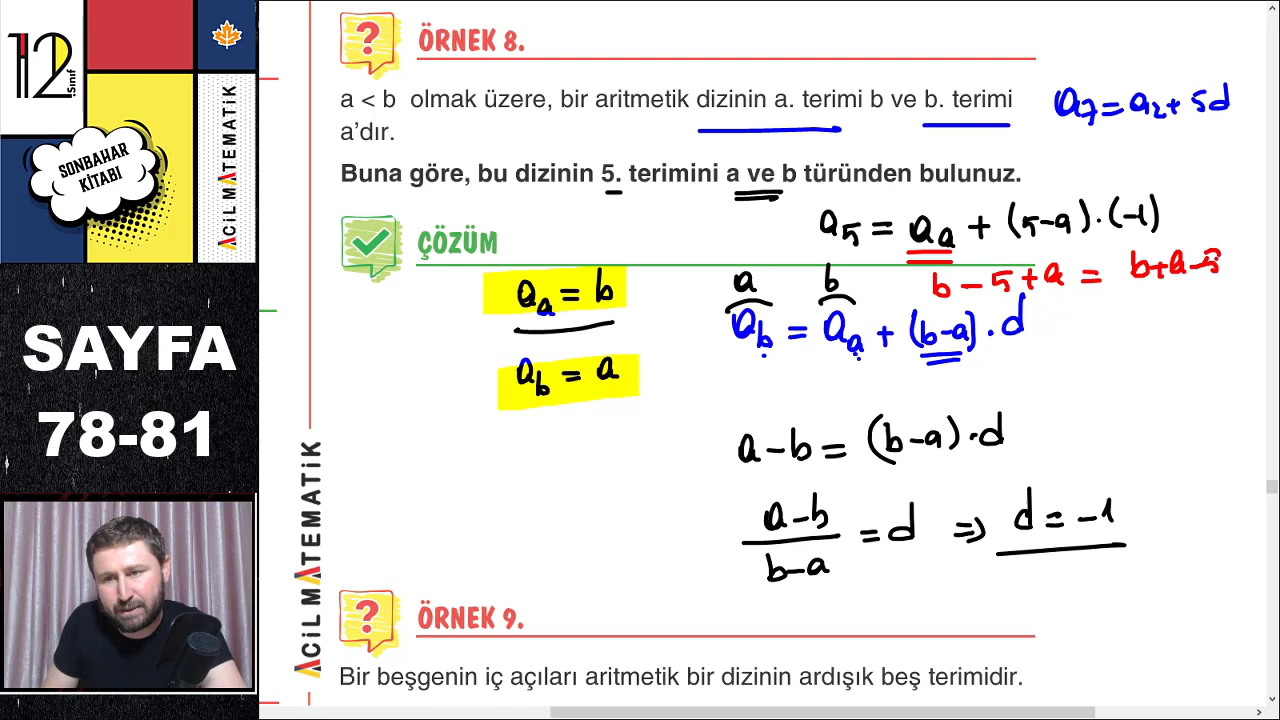 12 .Sınıf
SONBAHAR
KİTABI
ACİL MATEMATİK
SAYFA
78-81
ACİL MATEMATİK
? ÖRNEK 8.
a < b olmak üzere, bir aritmetik dizinin a. terimi b ve b. terimi
a'dır.
Buna göre, bu dizinin 5. terimini a ve b türünden bulunuz.
a₇ = a₂ + 5d
ÇÖZÜM
a₅ = aₐ + (5-a)·(-1)
b - 5 + a = b+a-5
aₐ = b
a b
a_b = aₐ + (b-a)·d
a_b = a
a-b = (b-a)·d
a-b / b-a = d ⇒ d = -1
? ÖRNEK 9.
Bir beşgenin iç açıları aritmetik bir dizinin ardışık beş terimidir.